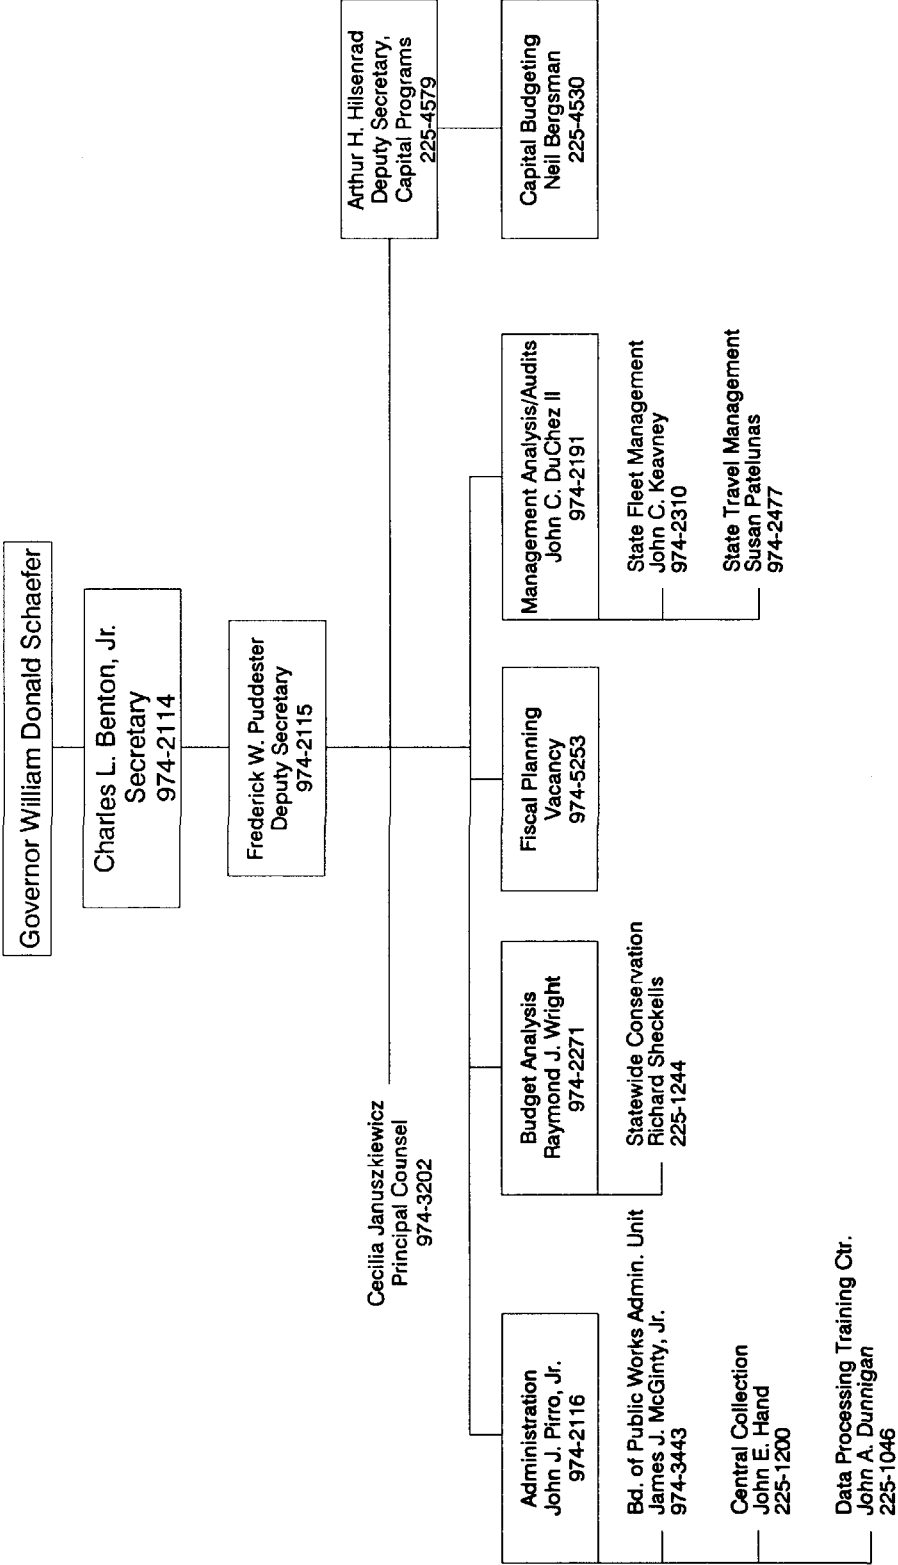 Governor William Donald Schaefer
Charles L. Benton, Jr.
Secretary
974-2114
Frederick W. Puddester
Deputy Secretary
974-2115
Cecilia Januszkiewicz
Principal Counsel
974-3202
Arthur H. Hilsenrad
Deputy Secretary,
Capital Programs
225-4579
Administration
John J. Pirro, Jr.
974-2116
Bd. of Public Works Admin. Unit
James J. McGinty, Jr.
974-3443
Central Collection
John E. Hand
225-1200
Data Processing Training Ctr.
John A. Dunnigan
225-1046
Budget Analysis
Raymond J. Wright
974-2271
Statewide Conservation
Richard Sheckells
225-1244
Fiscal Planning
Vacancy
974-5253
Management Analysis/Audits
John C. DuChez II
974-2191
State Fleet Management
John C. Keavney
974-2310
State Travel Management
Susan Patelunas
974-2477
Capital Budgeting
Neil Bergsman
225-4530